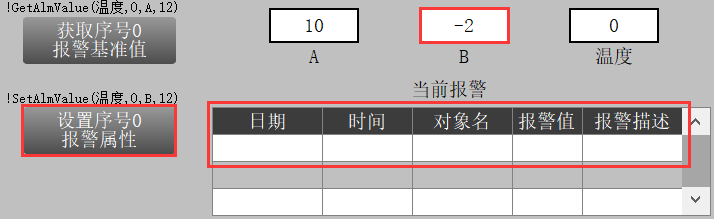 !GetAlmValue(温度,0,A,12)
获取序号0
报警基准值
10
-2
0
A
B
温度
!SetAlmValue(温度,0,B,12)
设置序号0
报警属性
当前报警
日期 时间 对象名 报警值 报警描述